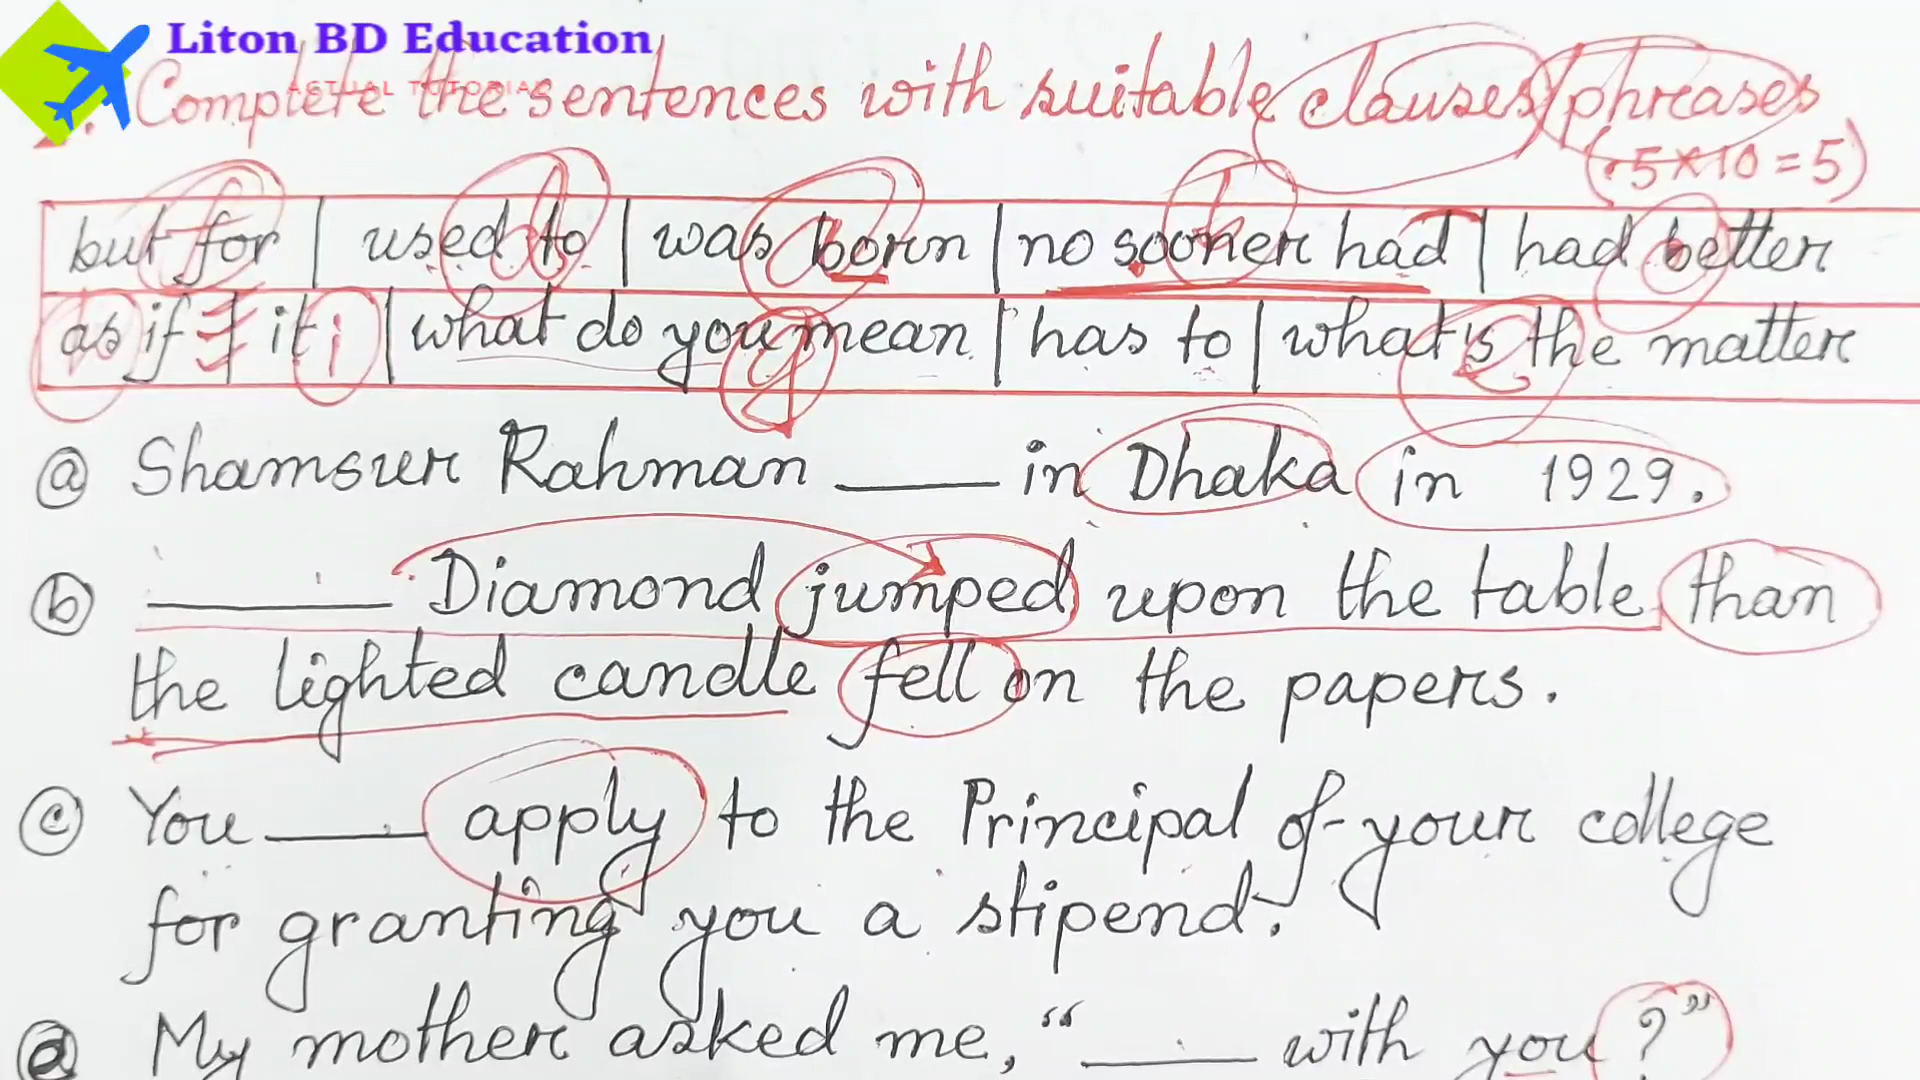 Liton BD Education
ACTUAL TUTORIAL
Complete the sentences with suitable clauses/phrases
(.5×10=5)
but for | used to | was born | no sooner had | had better
as if | it | what do you mean | has to | what's the matter
ⓐ Shamsur Rahman ____ in Dhaka in 1929.
ⓑ ____ Diamond jumped upon the table than
the lighted candle fell on the papers.
ⓒ You ____ apply to the Principal of your college
for granting you a stipend.
ⓓ My mother asked me, “____ with you?”